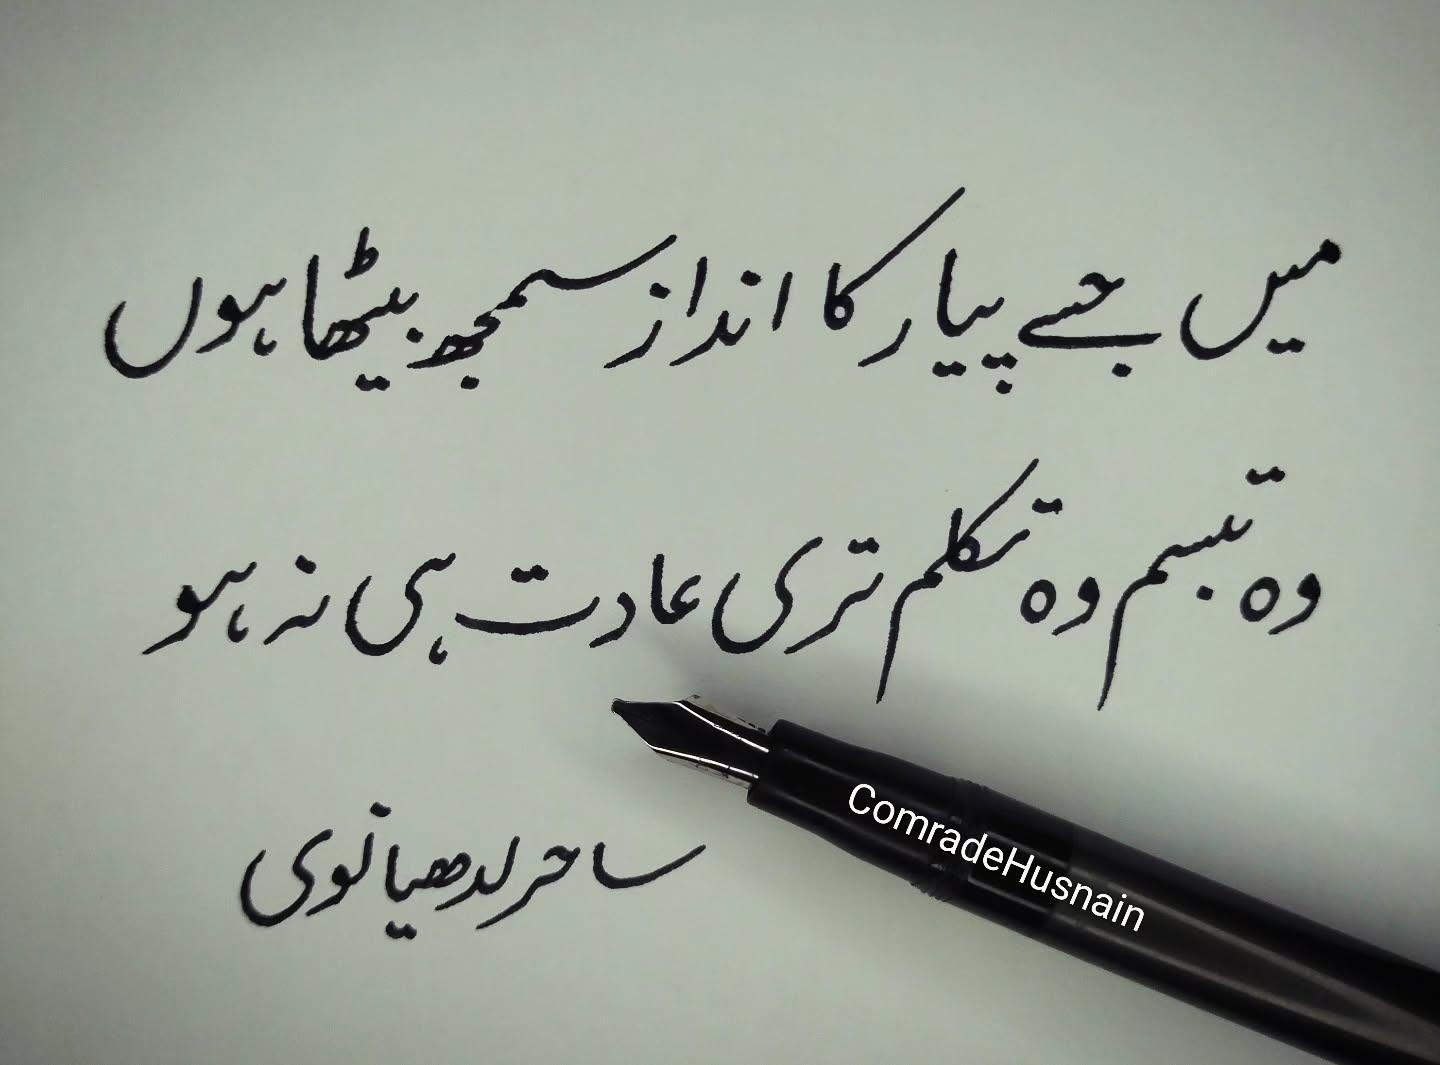 میں جسے پیار کا انداز سمجھ بیٹھا ہوں
وہ تبسم وہ تکلم تری عادت ہی نہ ہو
ساحر لدھیانوی
ComradeHusnain